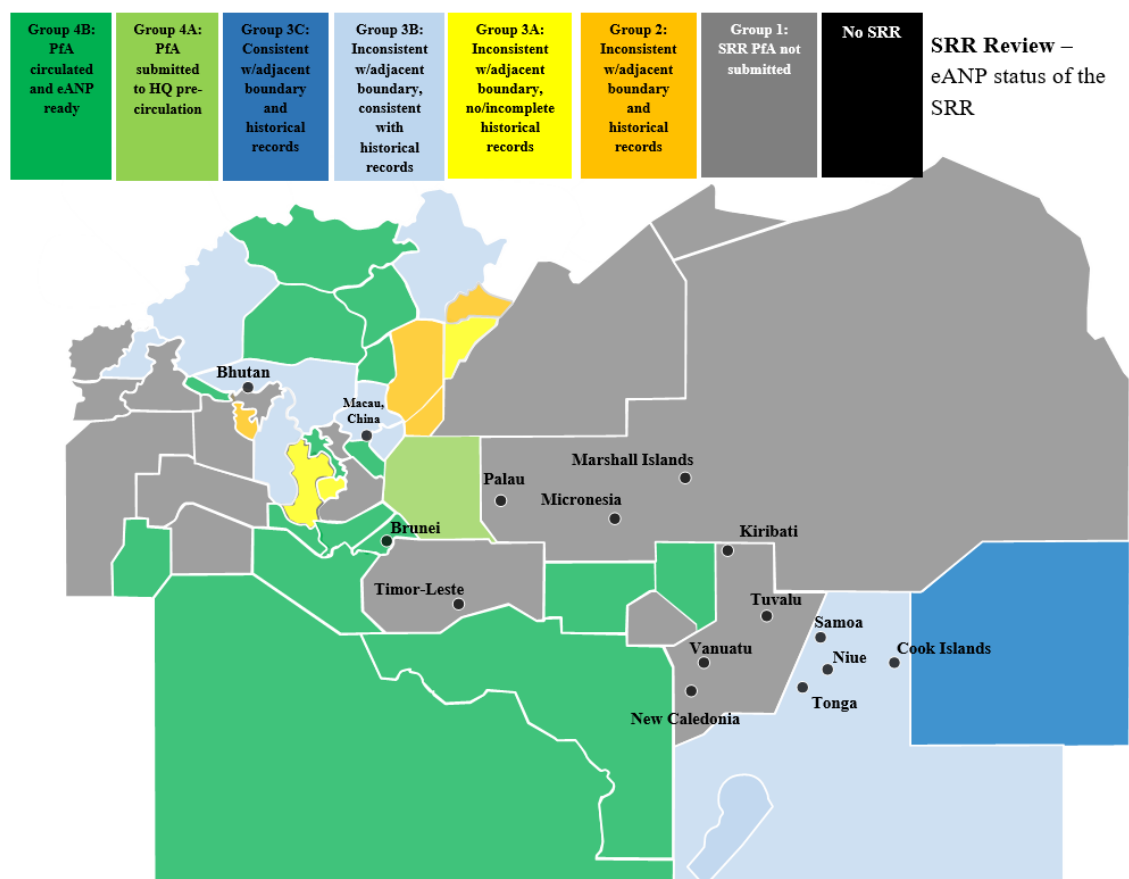 Group 4B:
PfA
circulated
and eANP
ready
Group 4A:
PfA
submitted
to HQ pre-
circulation
Group 3C:
Consistent
w/adjacent
boundary
and
historical
records
Group 3B:
Inconsistent
w/adjacent
boundary,
consistent
with
historical
records
Group 3A:
Inconsistent
w/adjacent
boundary,
no/incomplete
historical
records
Group 2:
Inconsistent
w/adjacent
boundary
and
historical
records
Group 1:
SRR PfA not
submitted
No SRR
SRR Review –
eANP status of the
SRR
Bhutan
Macau,
China
Marshall Islands
Palau
Micronesia
Brunei
Kiribati
Timor-Leste
Tuvalu
Samoa
Vanuatu
Niue
Cook Islands
Tonga
New Caledonia